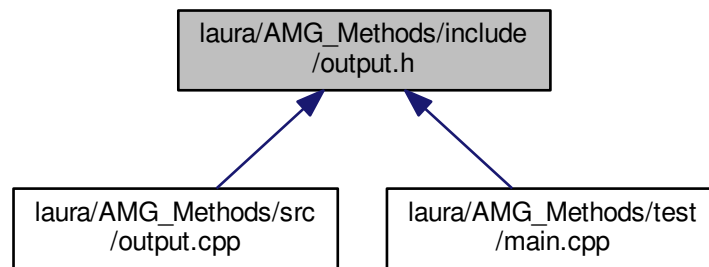 laura/AMG_Methods/include
/output.h
laura/AMG_Methods/src
/output.cpp
laura/AMG_Methods/test
/main.cpp